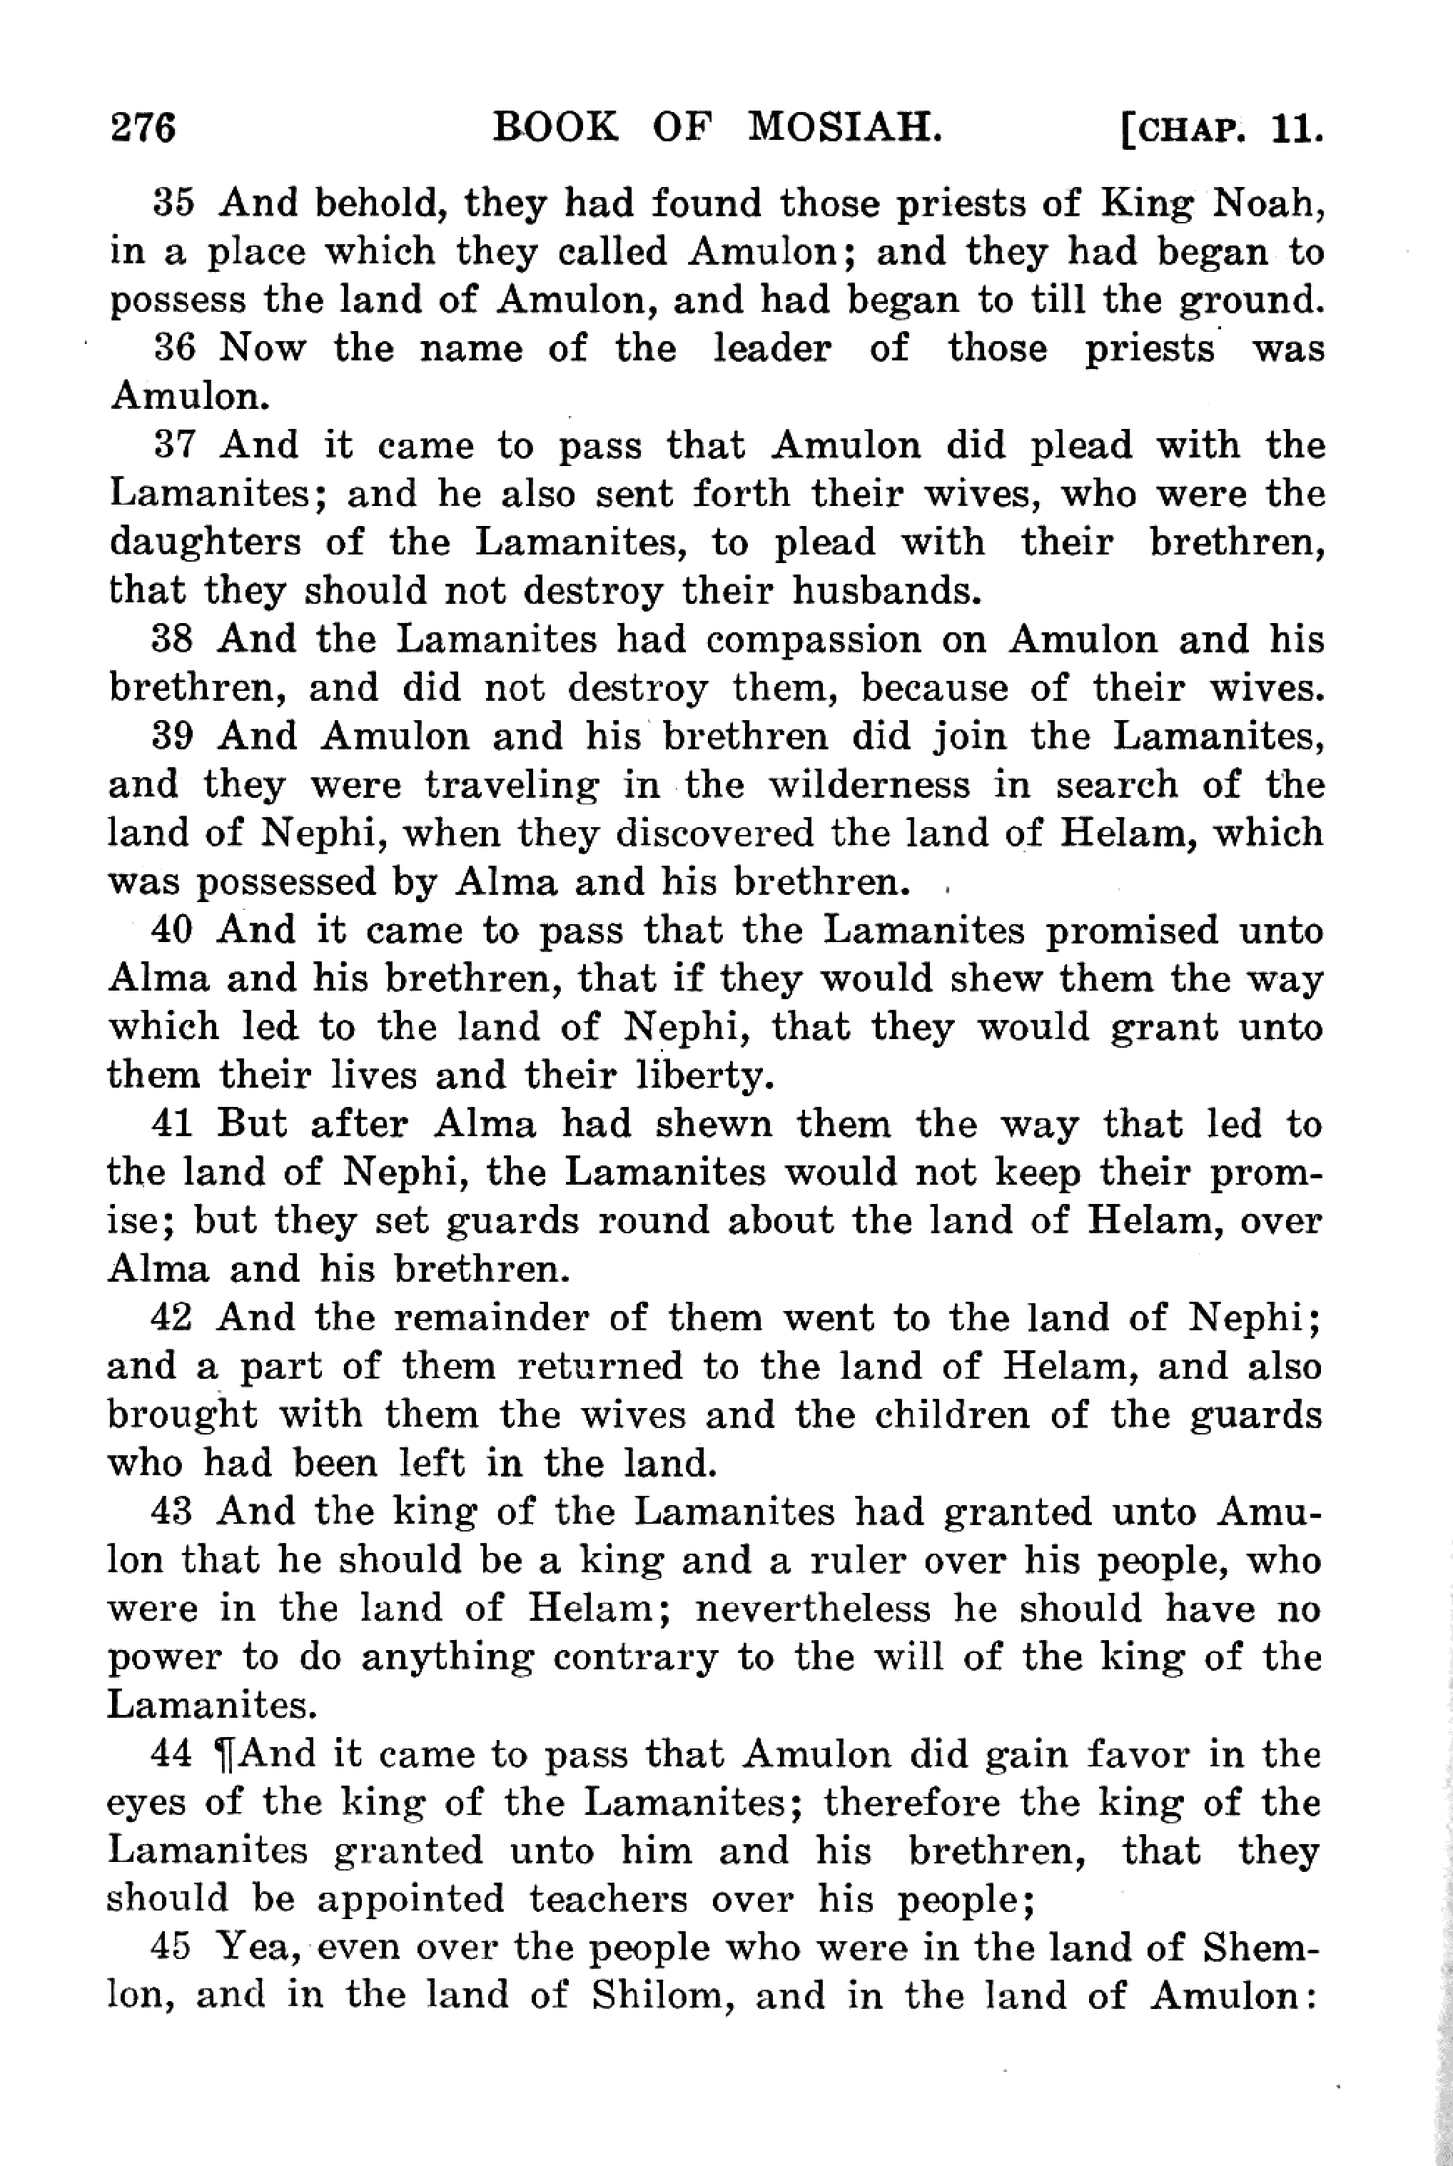 276 BOOK OF MOSIAH. [CHAP. 11.
35 And behold, they had found those priests of King Noah,
in a place which they called Amulon; and they had began to
possess the land of Amulon, and had began to till the ground.
36 Now the name of the leader of those priests was
Amulon.
37 And it came to pass that Amulon did plead with the
Lamanites; and he also sent forth their wives, who were the
daughters of the Lamanites, to plead with their brethren,
that they should not destroy their husbands.
38 And the Lamanites had compassion on Amulon and his
brethren, and did not destroy them, because of their wives.
39 And Amulon and his brethren did join the Lamanites,
and they were traveling in the wilderness in search of the
land of Nephi, when they discovered the land of Helam, which
was possessed by Alma and his brethren.
40 And it came to pass that the Lamanites promised unto
Alma and his brethren, that if they would shew them the way
which led to the land of Nephi, that they would grant unto
them their lives and their liberty.
41 But after Alma had shewn them the way that led to
the land of Nephi, the Lamanites would not keep their prom-
ise; but they set guards round about the land of Helam, over
Alma and his brethren.
42 And the remainder of them went to the land of Nephi;
and a part of them returned to the land of Helam, and also
brought with them the wives and the children of the guards
who had been left in the land.
43 And the king of the Lamanites had granted unto Amu-
lon that he should be a king and a ruler over his people, who
were in the land of Helam; nevertheless he should have no
power to do anything contrary to the will of the king of the
Lamanites.
44 ¶And it came to pass that Amulon did gain favor in the
eyes of the king of the Lamanites; therefore the king of the
Lamanites granted unto him and his brethren, that they
should be appointed teachers over his people;
45 Yea, even over the people who were in the land of Shem-
lon, and in the land of Shilom, and in the land of Amulon: